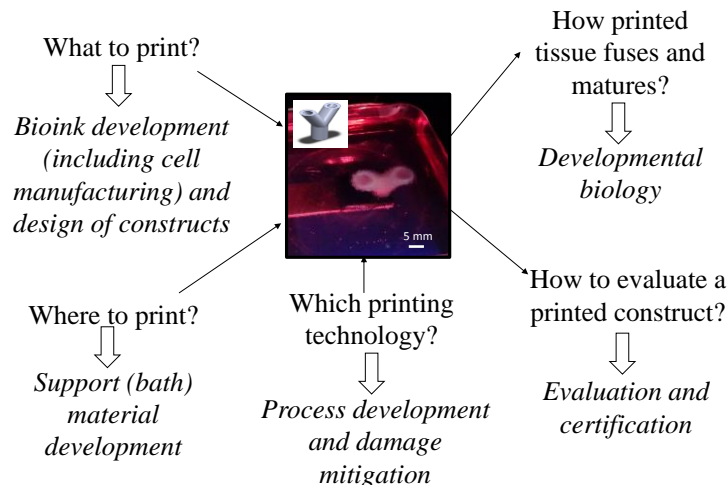 What to print?
Bioink development
(including cell
manufacturing) and
design of constructs
How printed
tissue fuses and
matures?
Developmental
biology
5 mm
Where to print?
Support (bath)
material
development
Which printing
technology?
Process development
and damage
mitigation
How to evaluate a
printed construct?
Evaluation and
certification